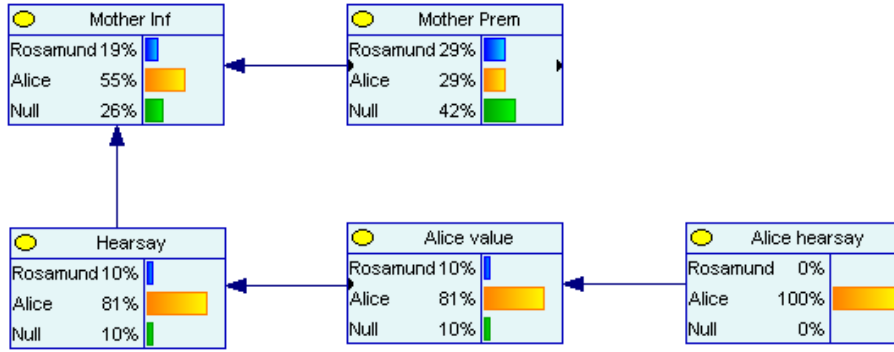 Mother Inf
Rosamund 19%
Alice 55%
Null 26%
Mother Prem
Rosamund 29%
Alice 29%
Null 42%
Hearsay
Rosamund 10%
Alice 81%
Null 10%
Alice value
Rosamund 10%
Alice 81%
Null 10%
Alice hearsay
Rosamund 0%
Alice 100%
Null 0%